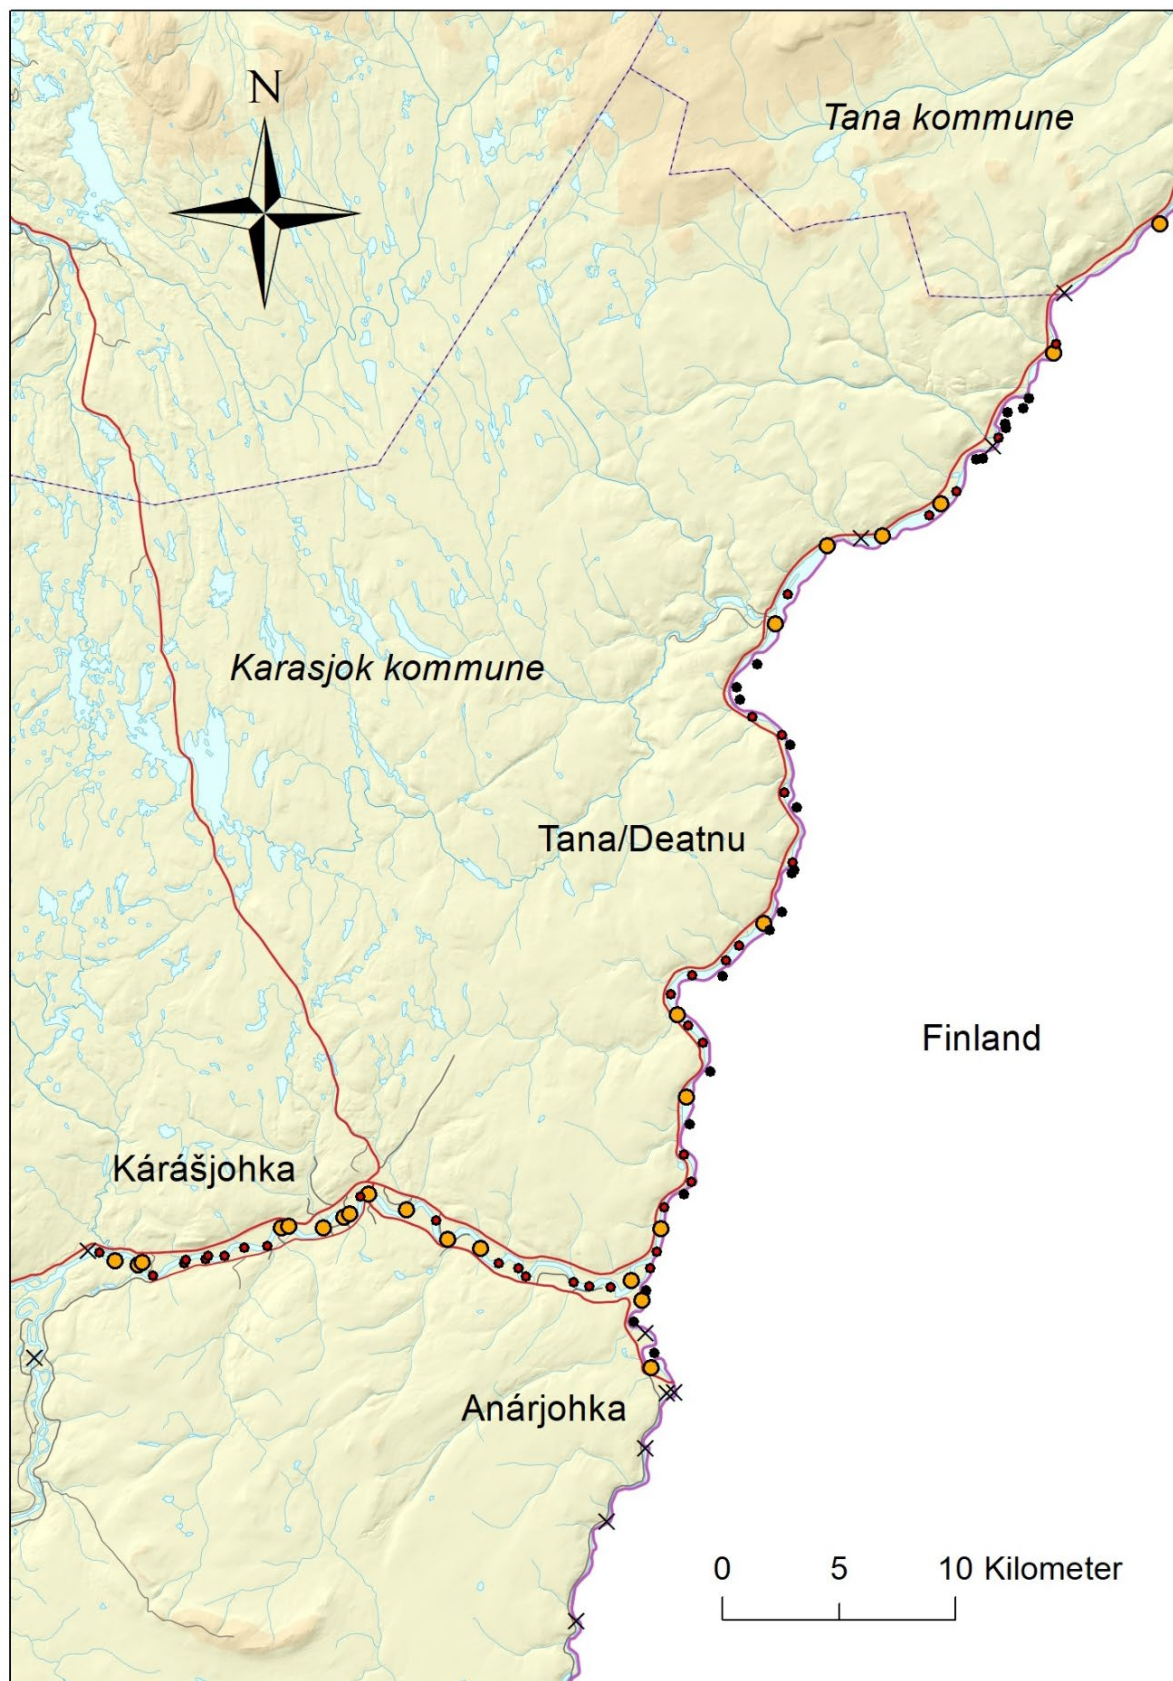 N
Tana kommune
Karasjok kommune
Tana/Deatnu
Finland
Kárášjohka
Anárjohka
0 5 10 Kilometer